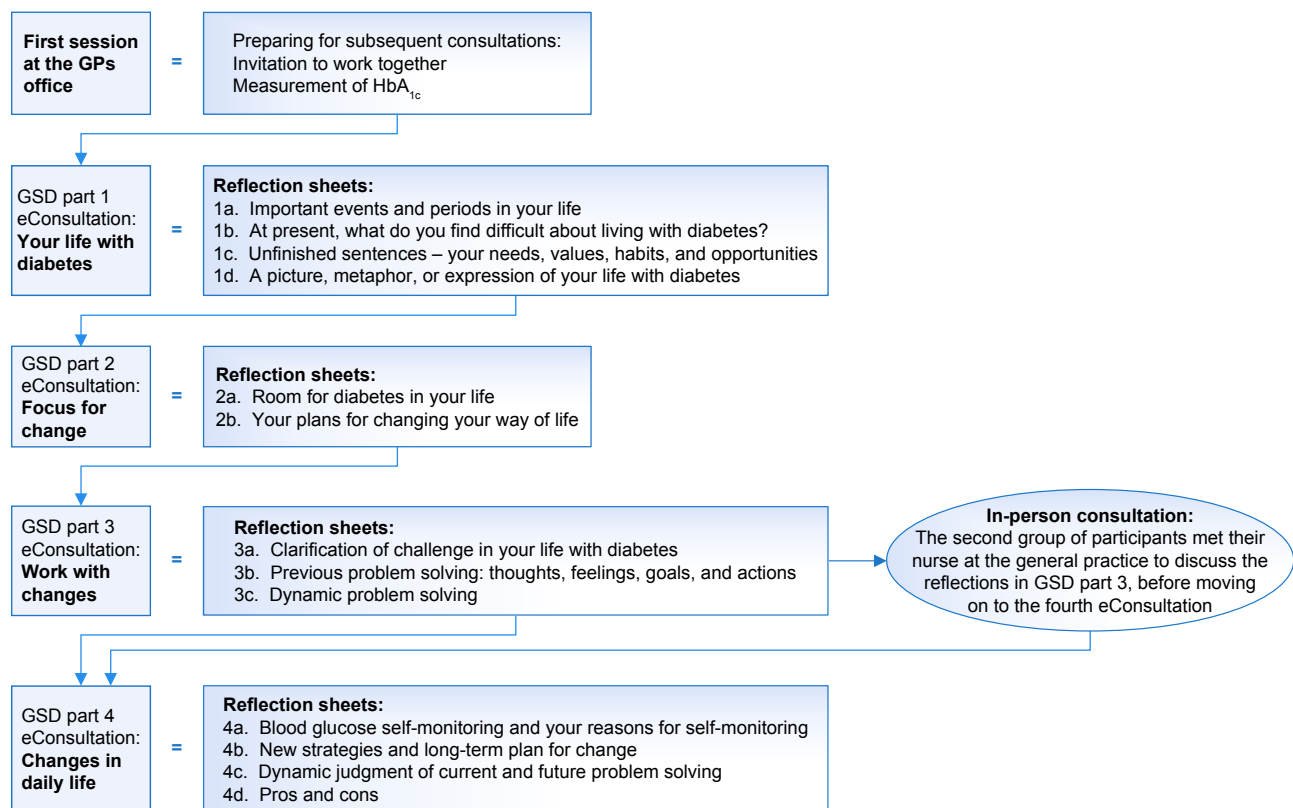 First session
at the GPs
office
=
Preparing for subsequent consultations:
Invitation to work together
Measurement of HbA1c
GSD part 1
eConsultation:
Your life with
diabetes
=
Reflection sheets:
1a. Important events and periods in your life
1b. At present, what do you find difficult about living with diabetes?
1c. Unfinished sentences – your needs, values, habits, and opportunities
1d. A picture, metaphor, or expression of your life with diabetes
GSD part 2
eConsultation:
Focus for
change
=
Reflection sheets:
2a. Room for diabetes in your life
2b. Your plans for changing your way of life
GSD part 3
eConsultation:
Work with
changes
=
Reflection sheets:
3a. Clarification of challenge in your life with diabetes
3b. Previous problem solving: thoughts, feelings, goals, and actions
3c. Dynamic problem solving
In-person consultation:
The second group of participants met their
nurse at the general practice to discuss the
reflections in GSD part 3, before moving
on to the fourth eConsultation
GSD part 4
eConsultation:
Changes in
daily life
=
Reflection sheets:
4a. Blood glucose self-monitoring and your reasons for self-monitoring
4b. New strategies and long-term plan for change
4c. Dynamic judgment of current and future problem solving
4d. Pros and cons